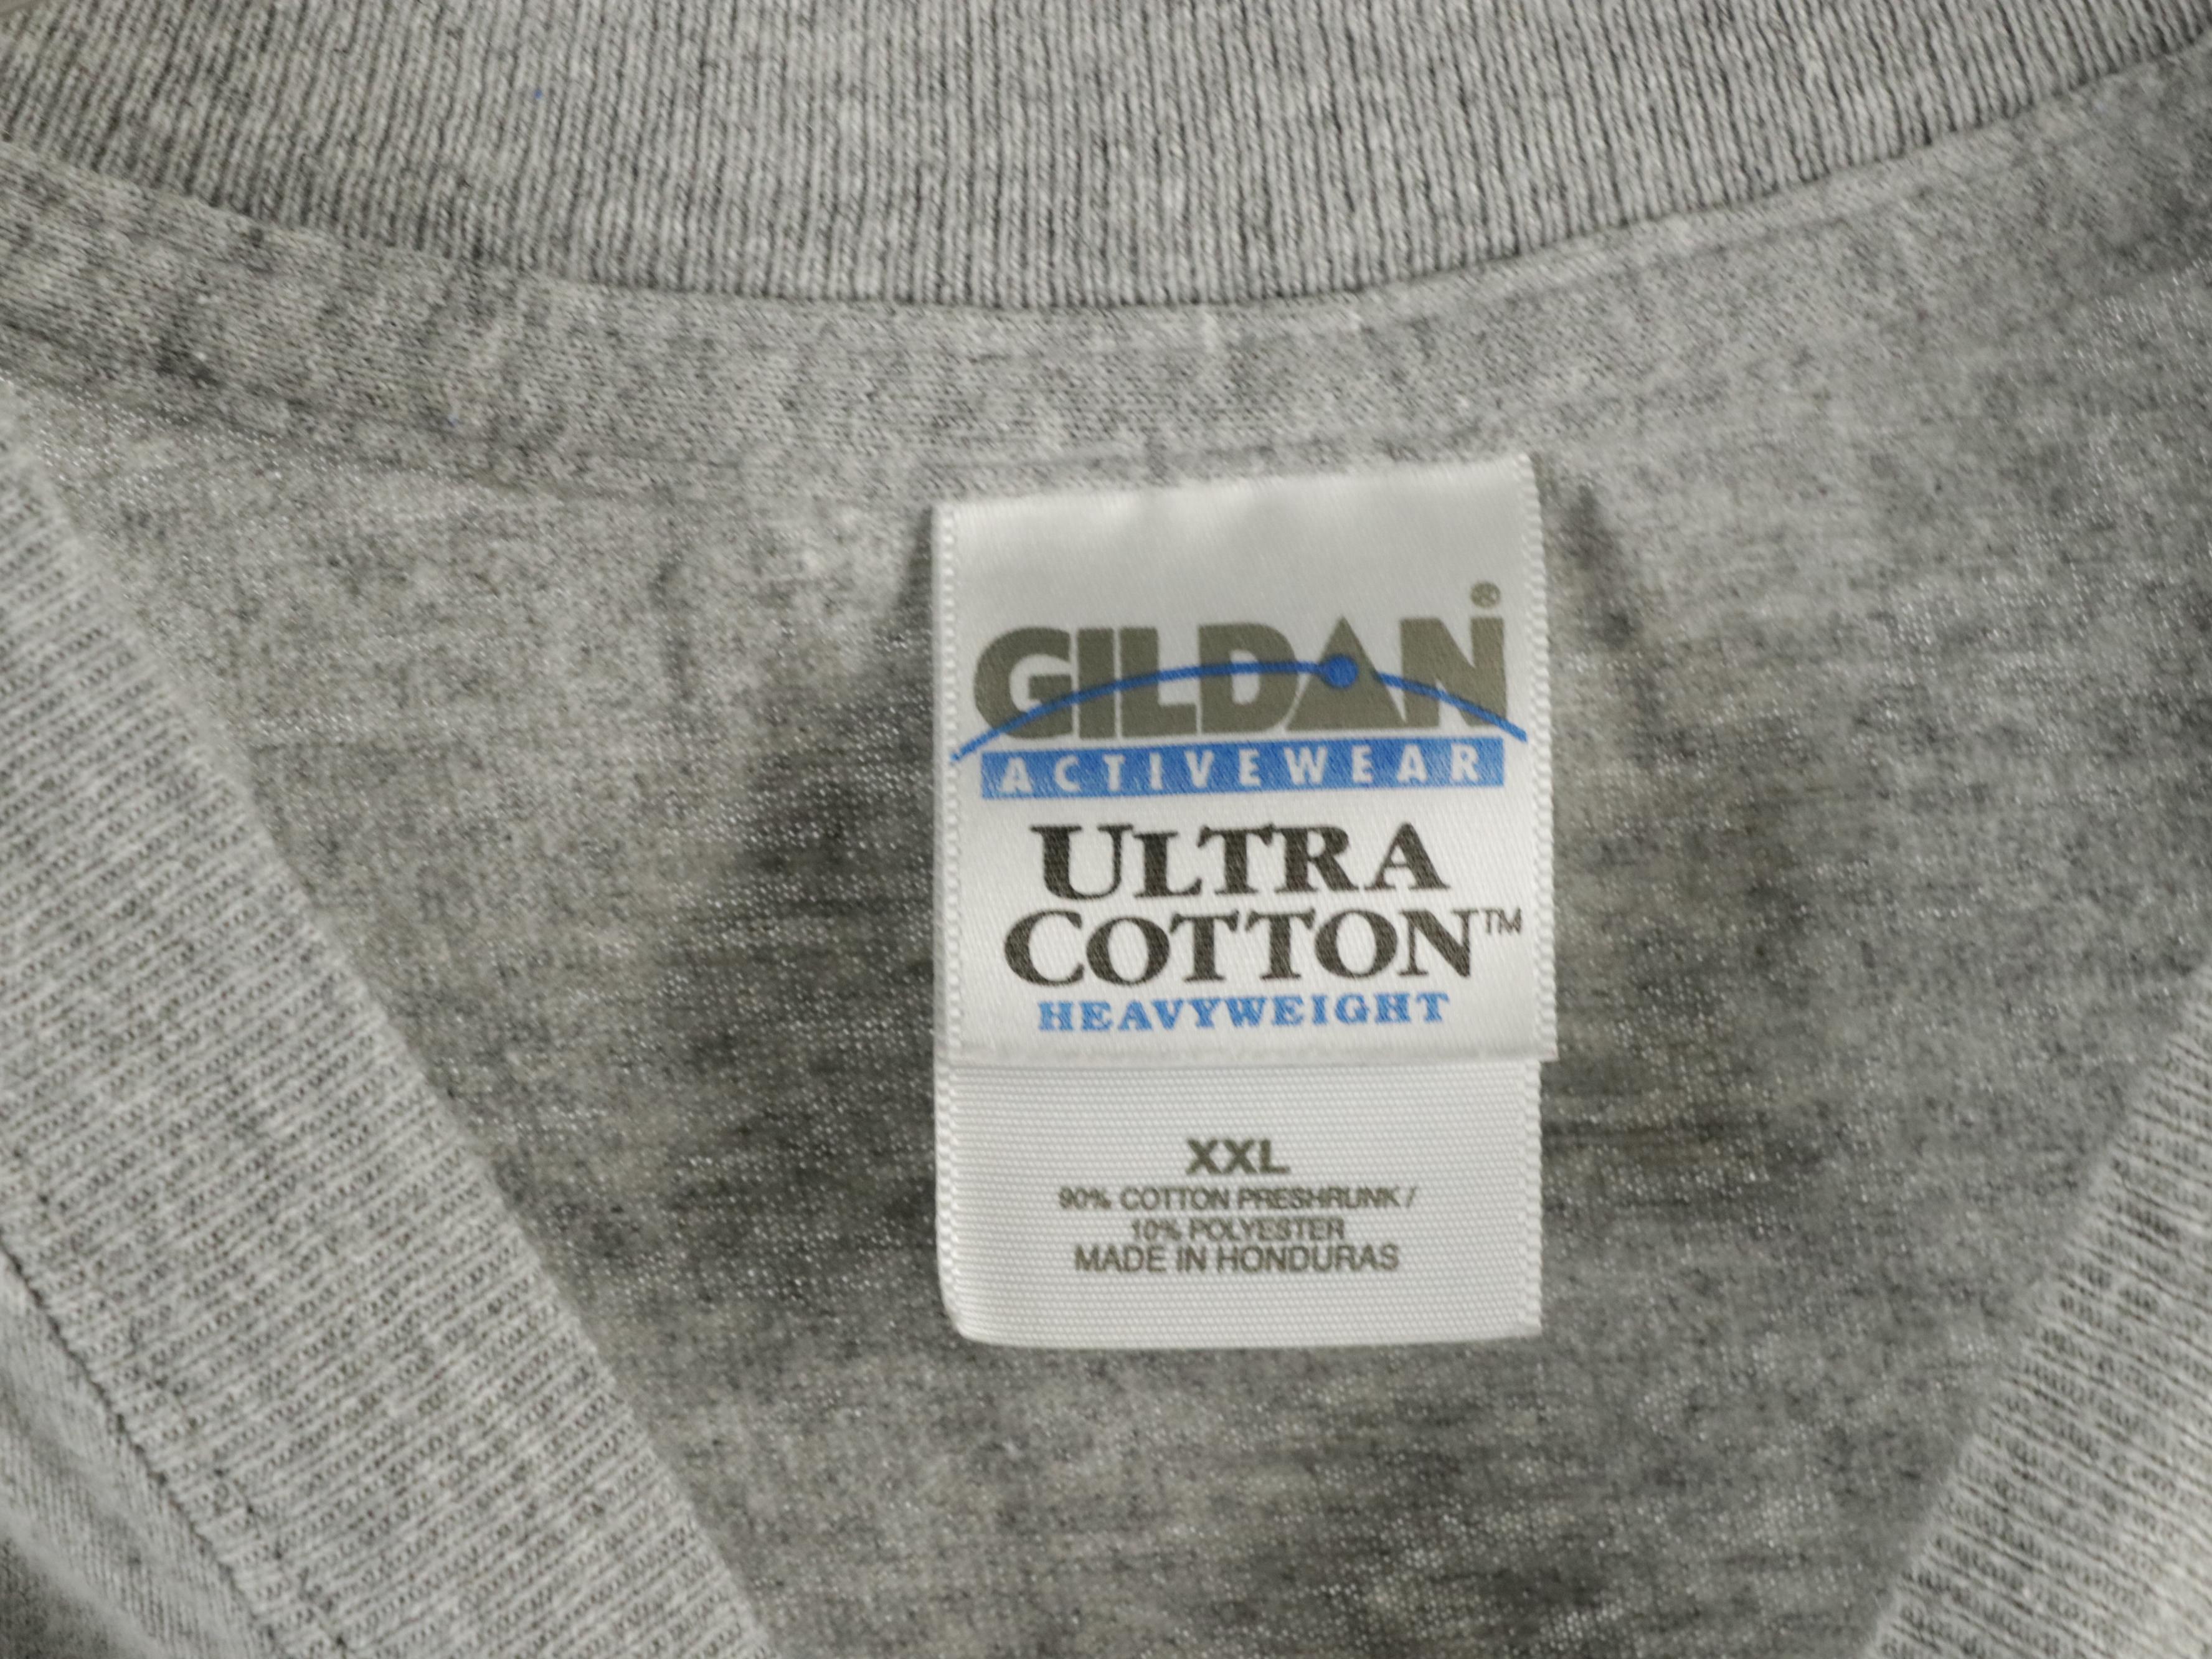 GILDAN®
ACTIVEWEAR
ULTRA
COTTON™
HEAVYWEIGHT
XXL
90% COTTON PRESHRUNK /
10% POLYESTER
MADE IN HONDURAS